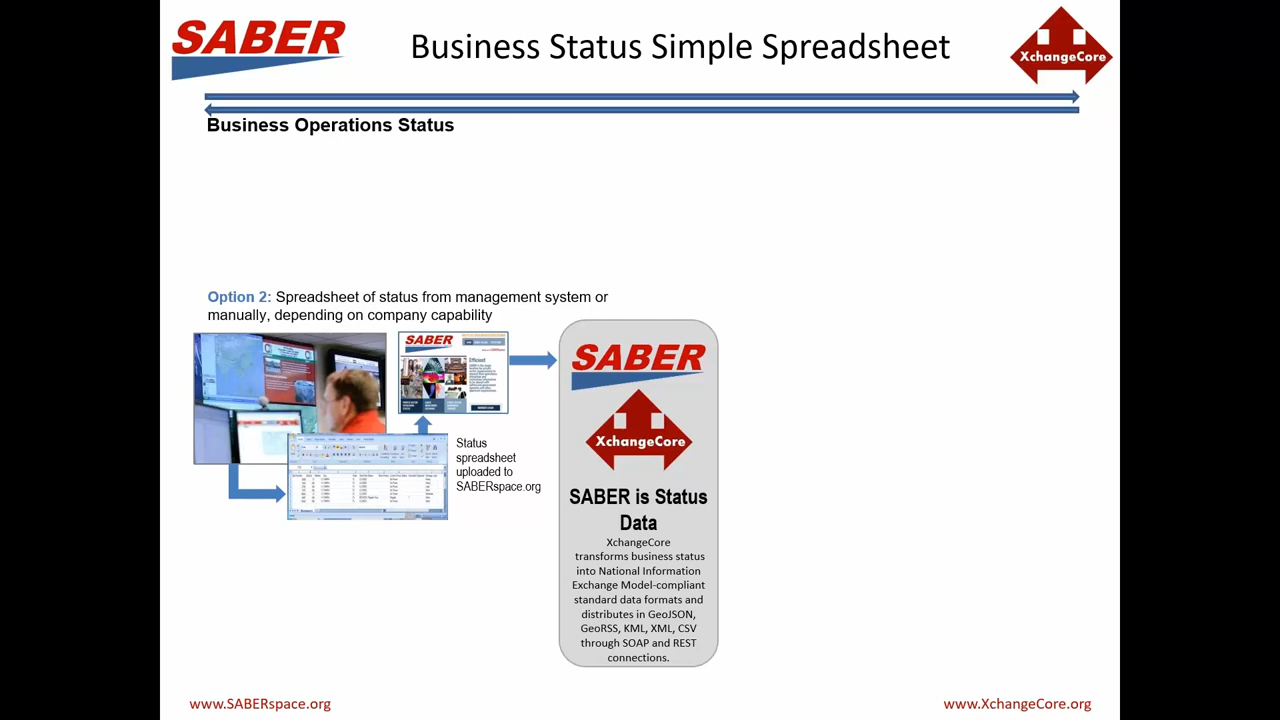 SABER
Business Status Simple Spreadsheet
XchangeCore
Business Operations Status
Option 2: Spreadsheet of status from management system or
manually, depending on company capability
SABER
Efficient
Status
spreadsheet
uploaded to
SABERspace.org
SABER
XchangeCore
SABER is Status
Data
XchangeCore
transforms business status
into National Information
Exchange Model-compliant
standard data formats and
distributes in GeoJSON,
GeoRSS, KML, XML, CSV
through SOAP and REST
connections.
www.SABERspace.org
www.XchangeCore.org